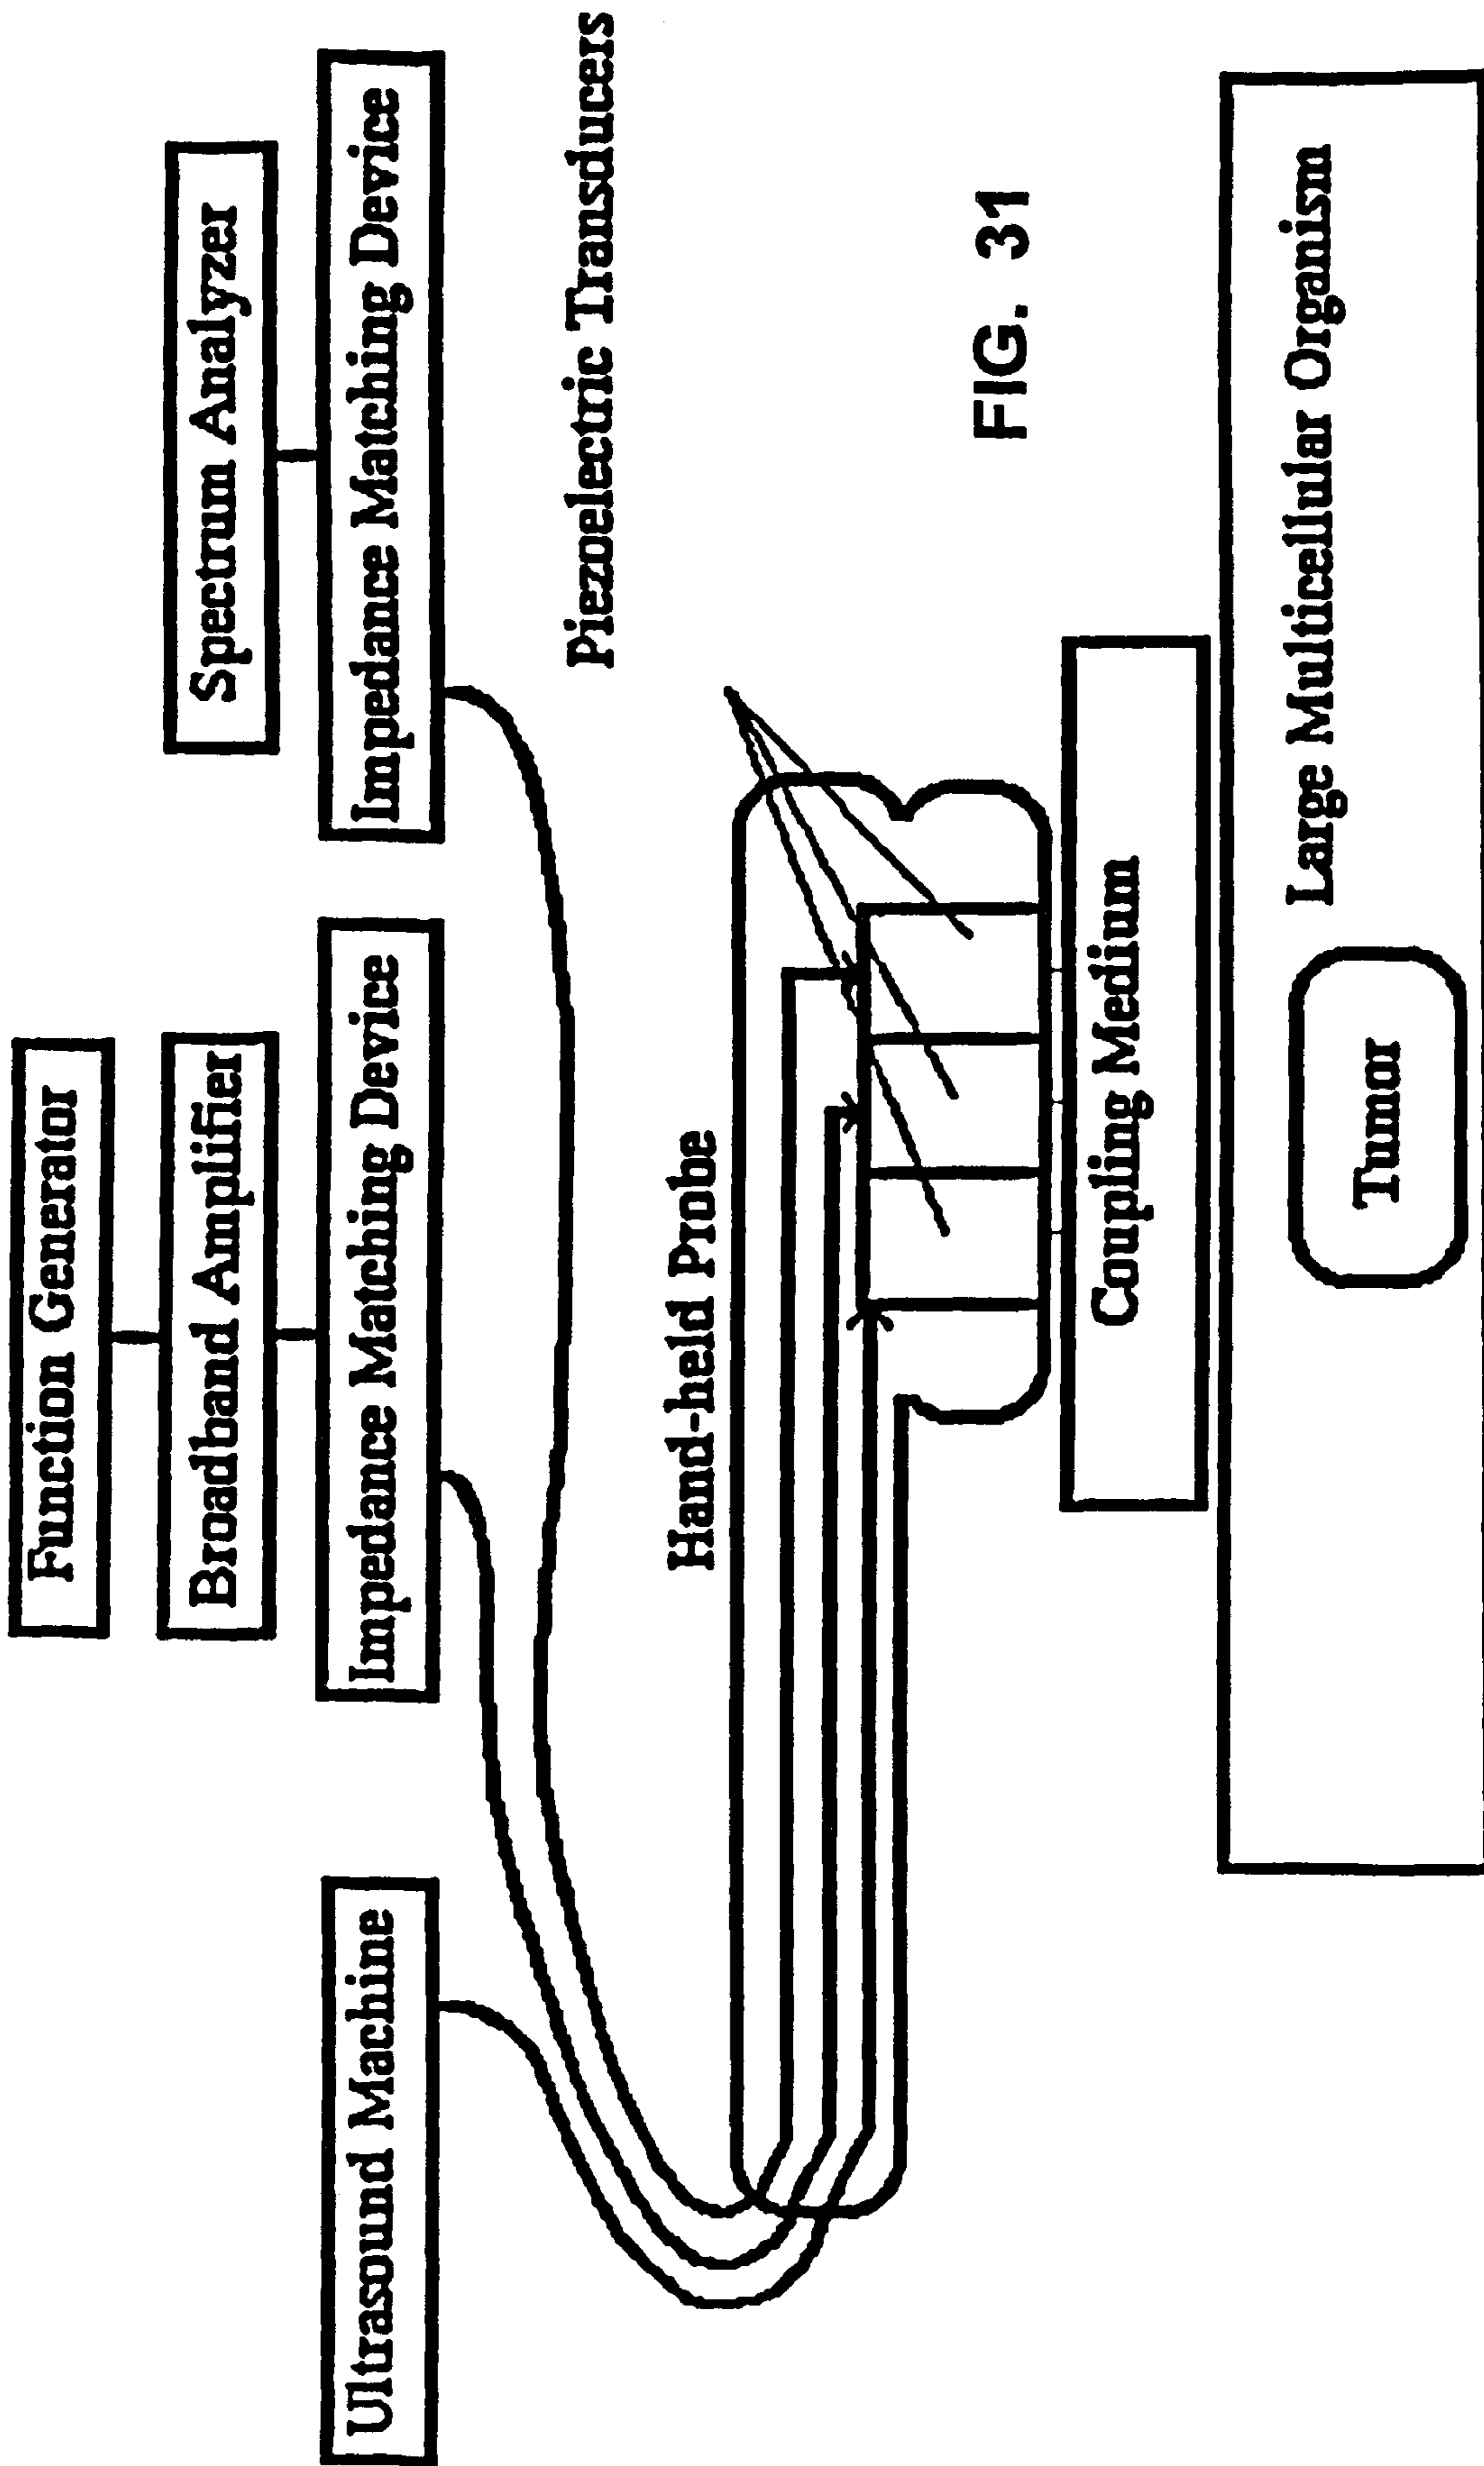 Function Generator
Broadband Amplifier
Spectrum Analyzer
Ultrasound Machine
Impedance Matching Device
Impedance Matching Device
Piezoelectric Transducers
Hand-held Probe
FIG. 31
Coupling Medium
Large Multicellular Organism
Tumor